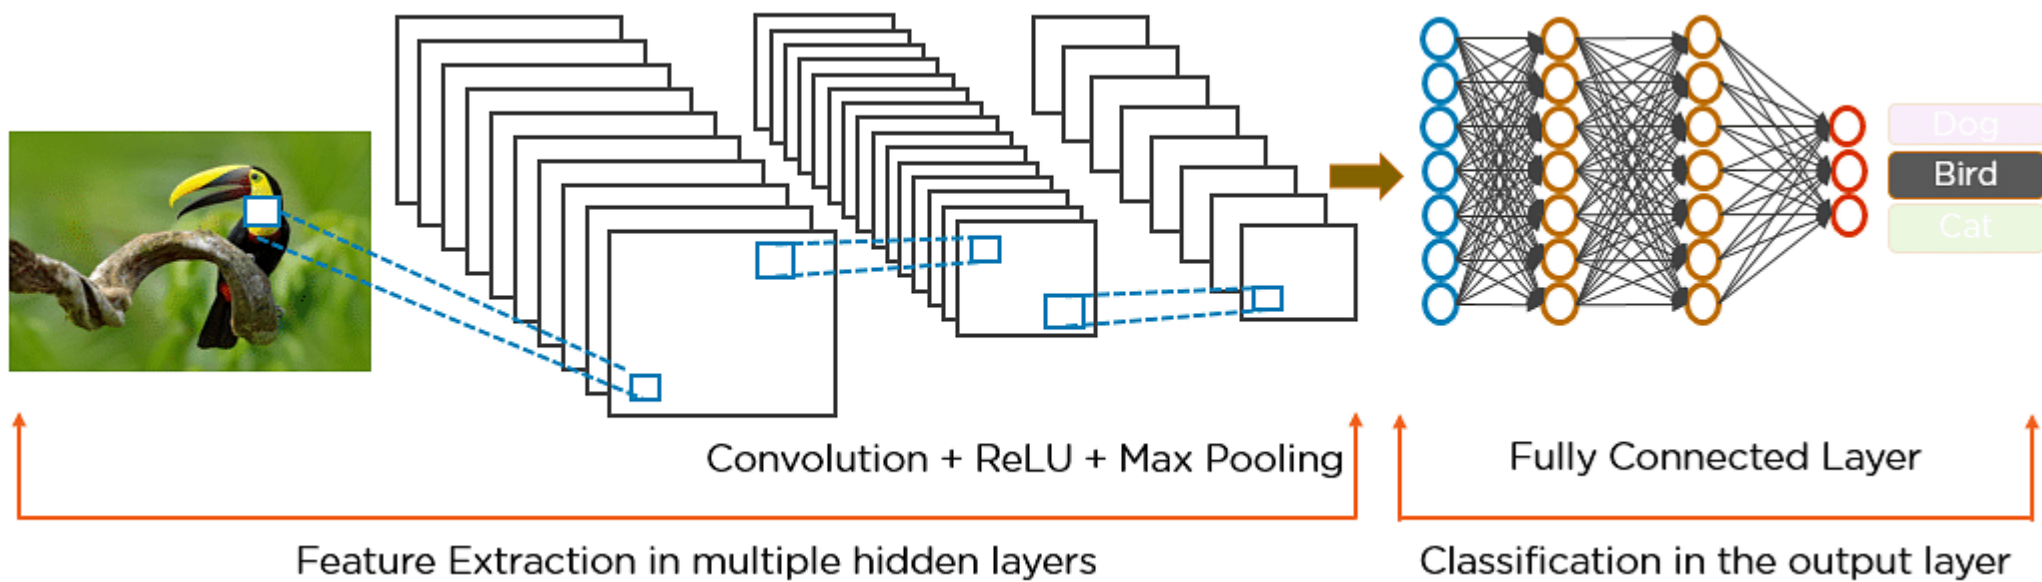 Dog
Bird
Cat
Convolution + ReLU + Max Pooling
Fully Connected Layer
Feature Extraction in multiple hidden layers
Classification in the output layer